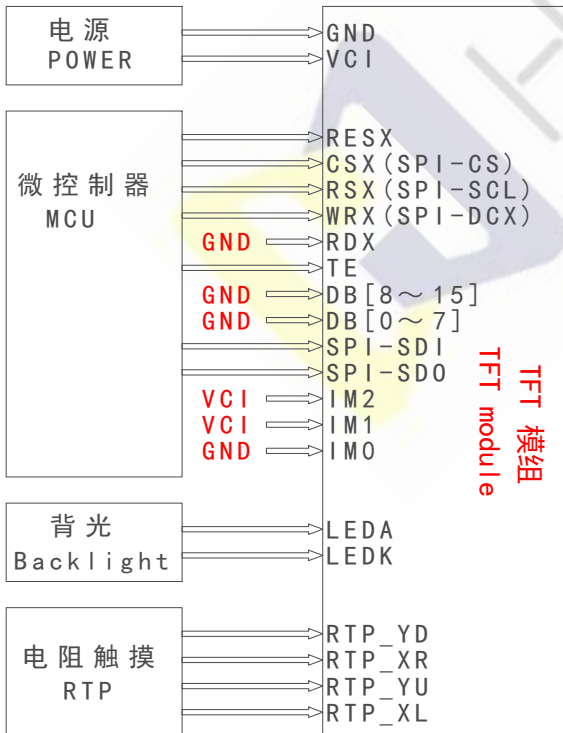 电源
POWER
GND
VCI
微控制器
MCU
RESX
CSX(SPI-CS)
RSX(SPI-SCL)
WRX(SPI-DCX)
GND RDX
TE
GND DB[8～15]
GND DB[0～7]
SPI-SDI
SPI-SDO
VCI IM2
VCI IM1
GND IM0
TFT 模组
TFT module
背光
Backlight
LEDA
LEDK
电阻触摸
RTP
RTP_YD
RTP_XR
RTP_YU
RTP_XL